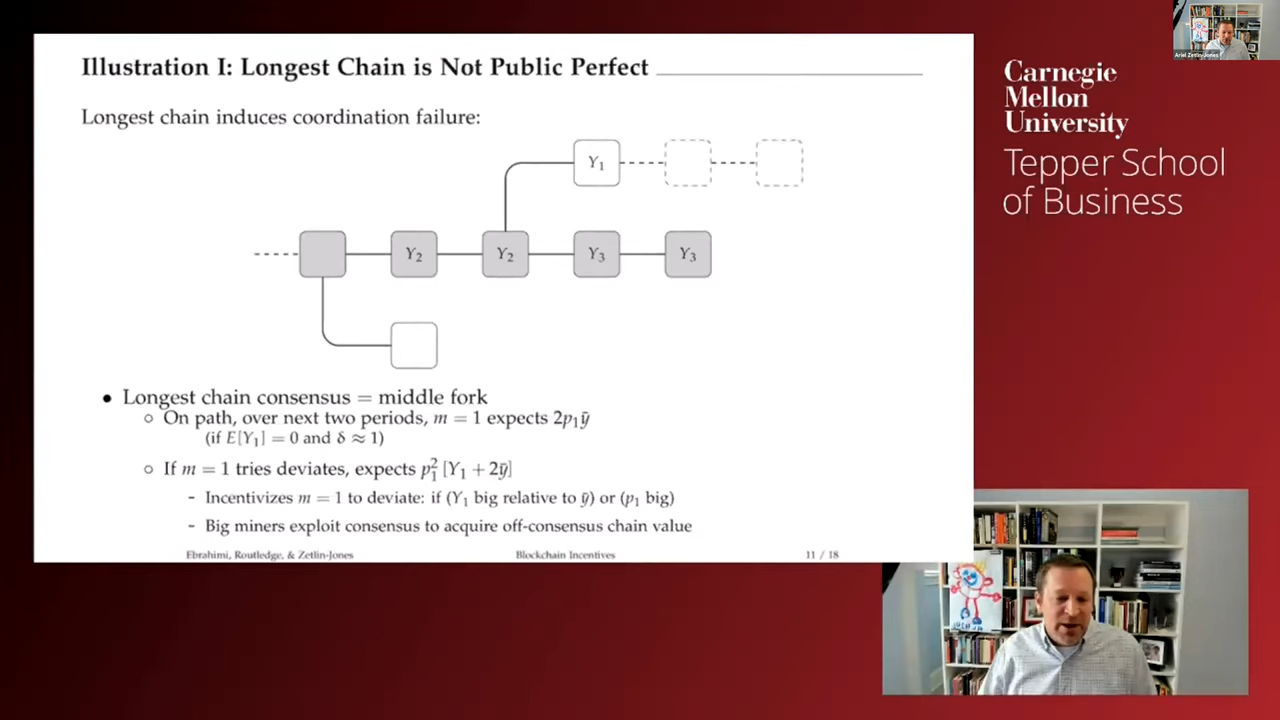 Illustration I: Longest Chain is Not Public Perfect
Longest chain induces coordination failure:
Y₁
Y₂ Y₂ Y₃ Y₃
• Longest chain consensus = middle fork
○ On path, over next two periods, m = 1 expects 2p₁ȳ
(if E[Y₁] = 0 and δ ≈ 1)
○ If m = 1 tries deviates, expects p₁² [Y₁ + 2ȳ]
- Incentivizes m = 1 to deviate: if (Y₁ big relative to ȳ) or (p₁ big)
- Big miners exploit consensus to acquire off-consensus chain value
Ebrahimi, Routledge, & Zetlin-Jones Blockchain Incentives 11 / 18
Ariel Zetlin-Jones
Carnegie
Mellon
University
Tepper School
of Business